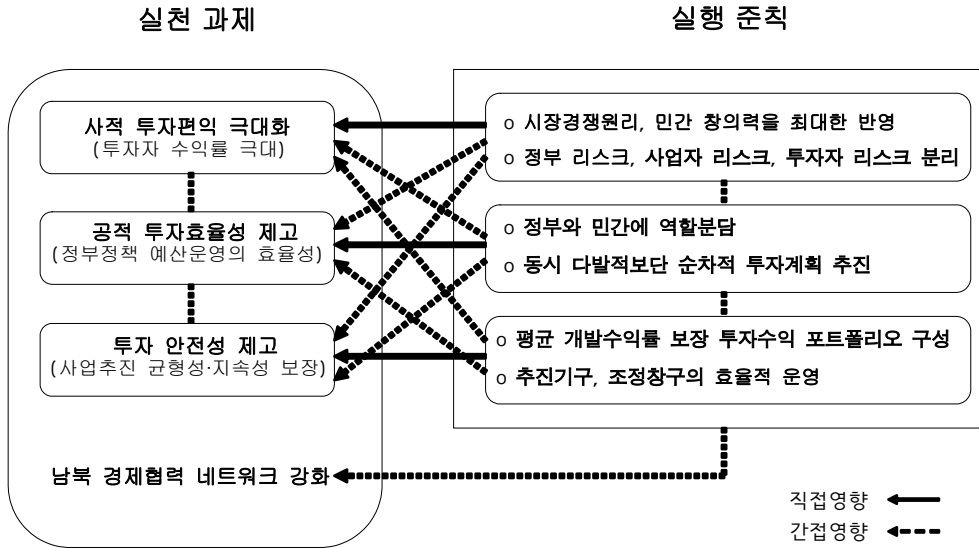 실천 과제
실행 준칙
사적 투자편익 극대화
(투자자 수익률 극대)
공적 투자효율성 제고
(정부정책 예산운영의 효율성)
투자 안전성 제고
(사업추진 균형성·지속성 보장)
남북 경제협력 네트워크 강화
o 시장경쟁원리, 민간 창의력을 최대한 반영
o 정부 리스크, 사업자 리스크, 투자자 리스크 분리
o 정부와 민간에 역할분담
o 동시 다발적보단 순차적 투자계획 추진
o 평균 개발수익률 보장 투자수익 포트폴리오 구성
o 추진기구, 조정창구의 효율적 운영
직접영향
간접영향